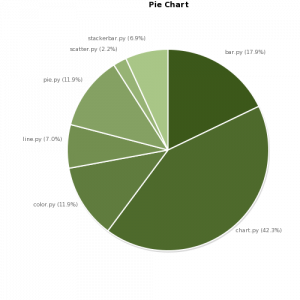 Pie Chart
stackerbar.py (6.9%)
scatter.py (2.2%)
bar.py (17.9%)
pie.py (11.9%)
line.py (7.0%)
color.py (11.9%)
chart.py (42.3%)